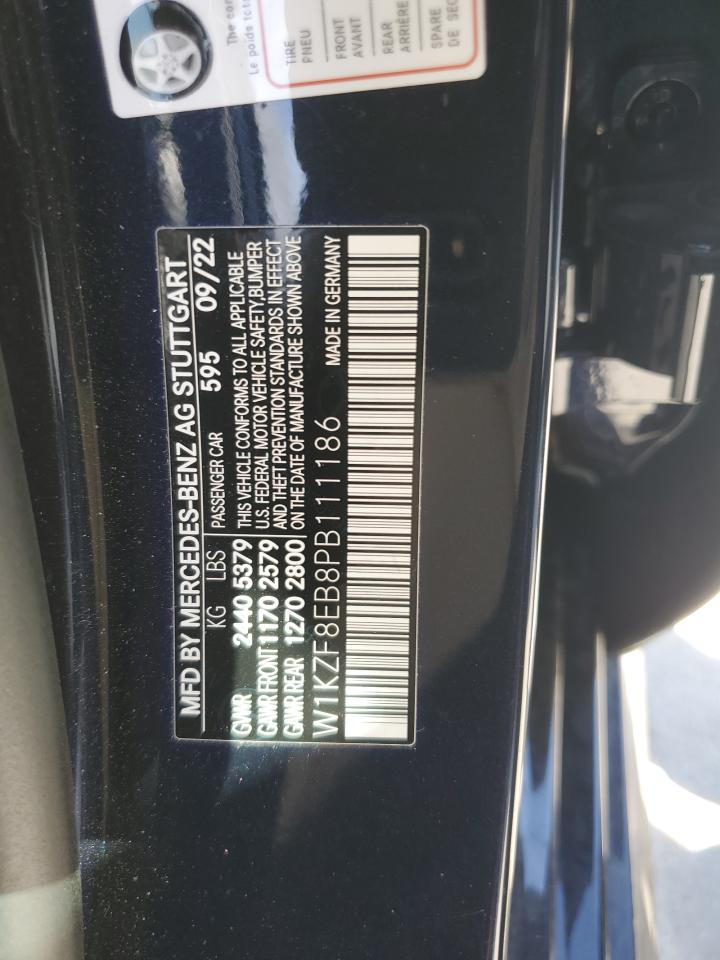 The
Le poids
TIRE
PNEU
FRONT
AVANT
REAR
ARRIÈRE
SPARE
DE
MFD BY MERCEDES-BENZ AG STUTTGART
KG LBS PASSENGER CAR 595 09/22
GVWR 2440 5379 THIS VEHICLE CONFORMS TO ALL APPLICABLE
U.S. FEDERAL MOTOR VEHICLE SAFETY,BUMPER
GAWR FRONT 1170 2579 AND THEFT PREVENTION STANDARDS IN EFFECT
GAWR REAR 1270 2800 ON THE DATE OF MANUFACTURE SHOWN ABOVE
W1KZF8EB8PB111186 MADE IN GERMANY